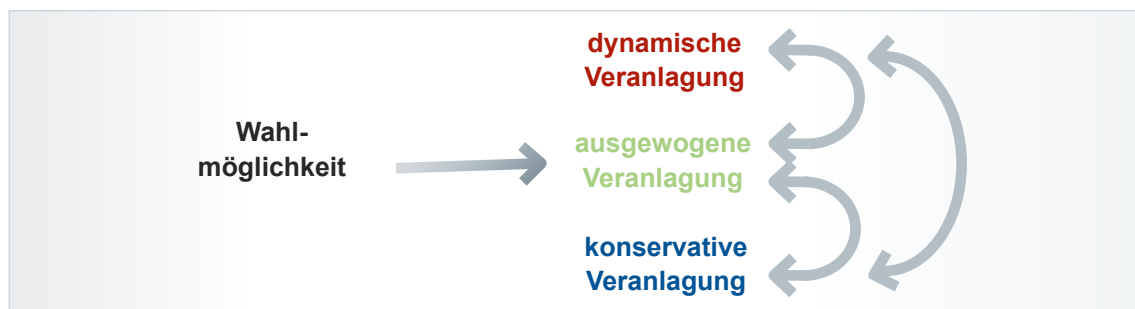 dynamische
Veranlagung
Wahl-
möglichkeit
ausgewogene
Veranlagung
konservative
Veranlagung